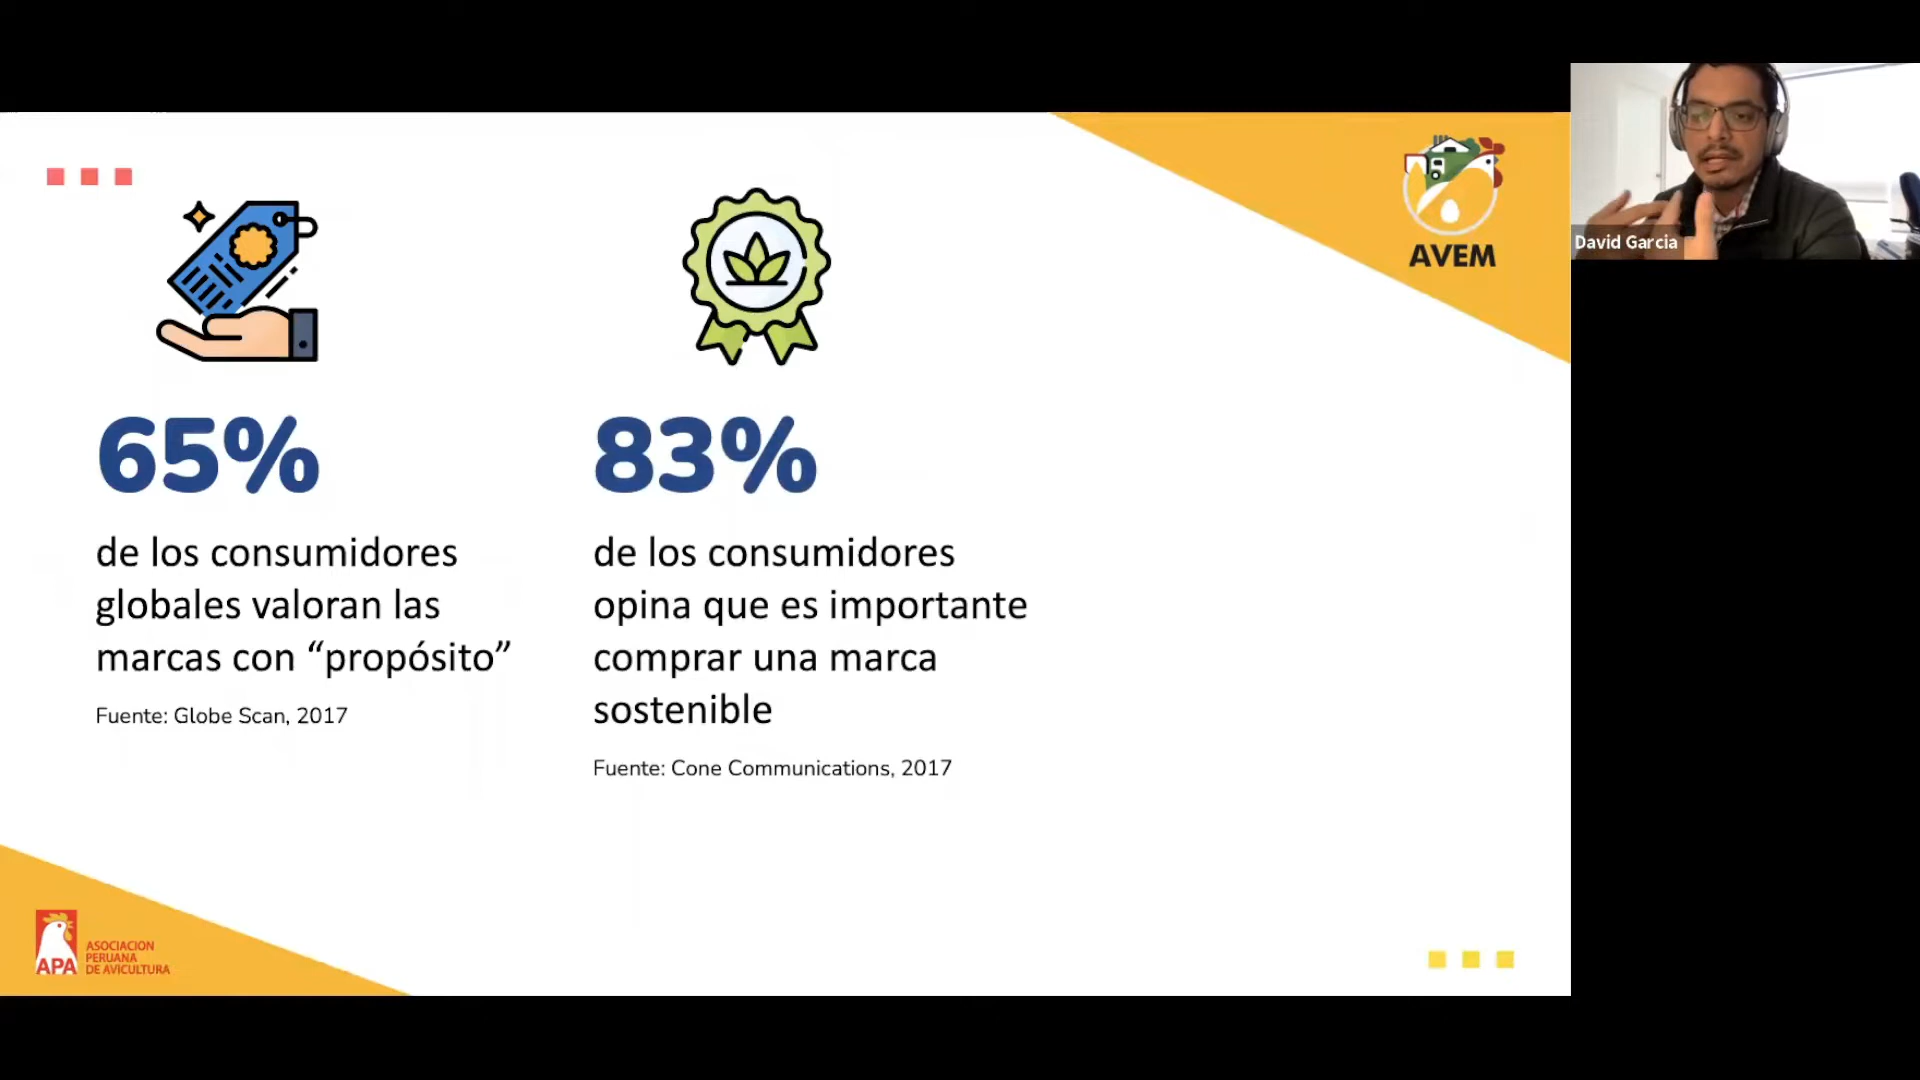 65%
de los consumidores
globales valoran las
marcas con “propósito”
Fuente: Globe Scan, 2017
83%
de los consumidores
opina que es importante
comprar una marca
sostenible
Fuente: Cone Communications, 2017
AVEM
David Garcia
APA
ASOCIACION
PERUANA
DE AVICULTURA